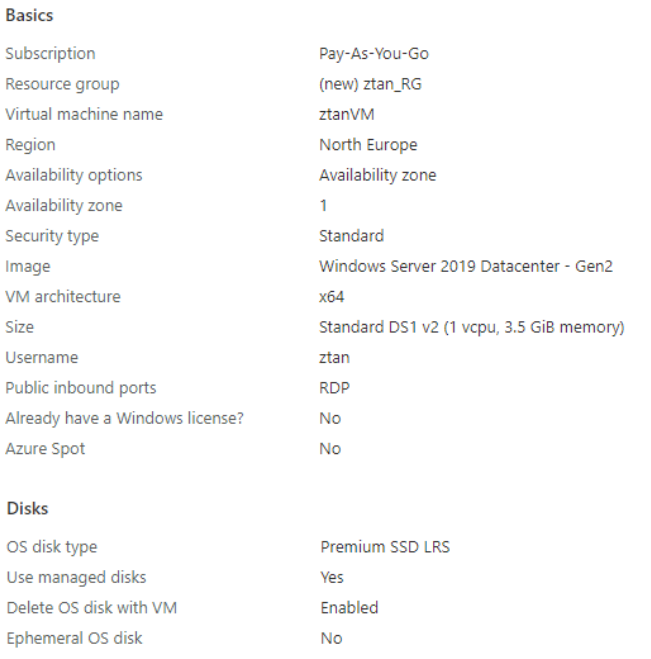 Basics
Subscription Pay-As-You-Go
Resource group (new) ztan_RG
Virtual machine name ztanVM
Region North Europe
Availability options Availability zone
Availability zone 1
Security type Standard
Image Windows Server 2019 Datacenter - Gen2
VM architecture x64
Size Standard DS1 v2 (1 vcpu, 3.5 GiB memory)
Username ztan
Public inbound ports RDP
Already have a Windows license? No
Azure Spot No
Disks
OS disk type Premium SSD LRS
Use managed disks Yes
Delete OS disk with VM Enabled
Ephemeral OS disk No